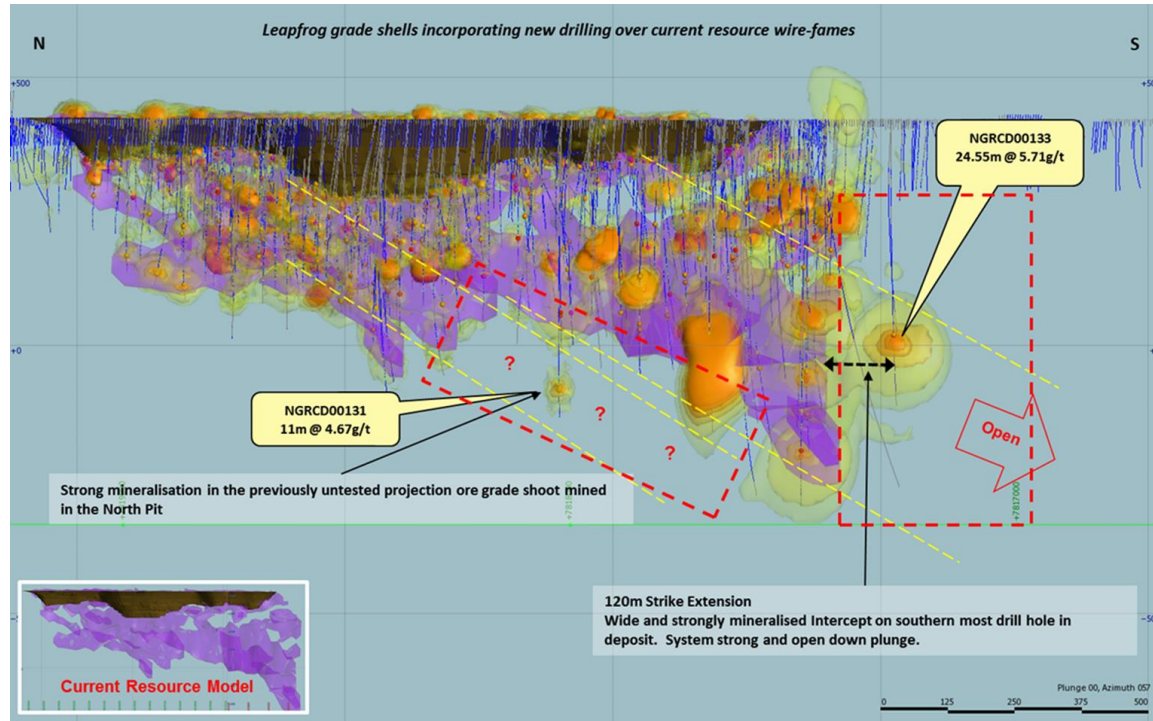 Leapfrog grade shells incorporating new drilling over current resource wire-fames
N
S
+500
NGRCD00133
24.55m @ 5.71g/t
+0
?
?
?
NGRCD00131
11m @ 4.67g/t
Open
Strong mineralisation in the previously untested projection ore grade shoot mined
in the North Pit
+7817000
120m Strike Extension
Wide and strongly mineralised Intercept on southern most drill hole in
deposit. System strong and open down plunge.
Current Resource Model
Plunge 00, Azimuth 057
0 125 250 375 500